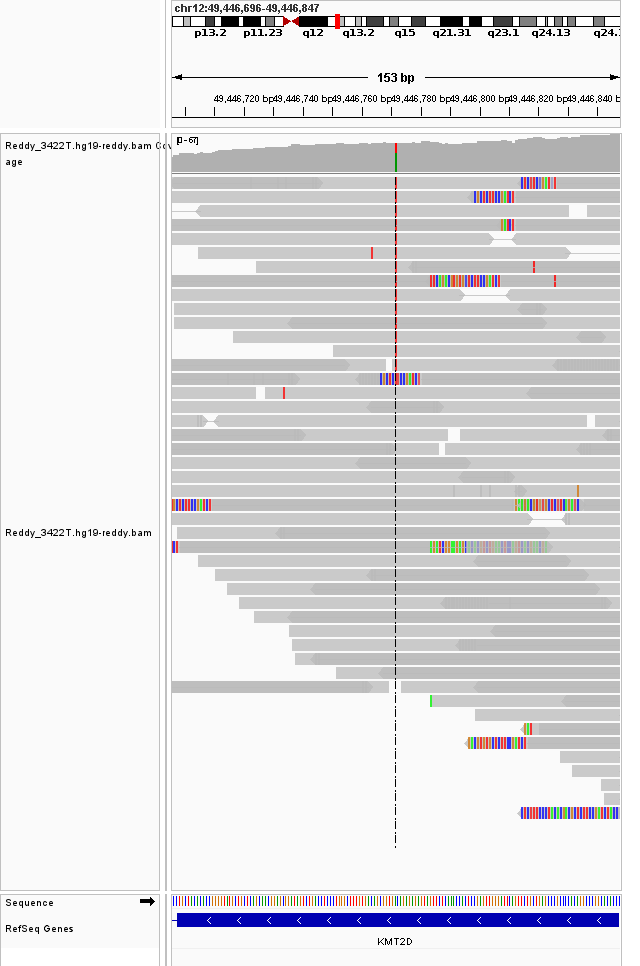 chr12:49,446,696-49,446,847
p13.2 p11.23 q12 q13.2 q15 q21.31 q23.1 q24.13 q24.
153 bp
49,446,720 bp 49,446,740 bp 49,446,760 bp 49,446,780 bp 49,446,800 bp 49,446,820 bp 49,446,840 b
Reddy_3422T.hg19-reddy.bam Cov
age
[0 - 67]
Reddy_3422T.hg19-reddy.bam
Sequence
RefSeq Genes
KMT2D